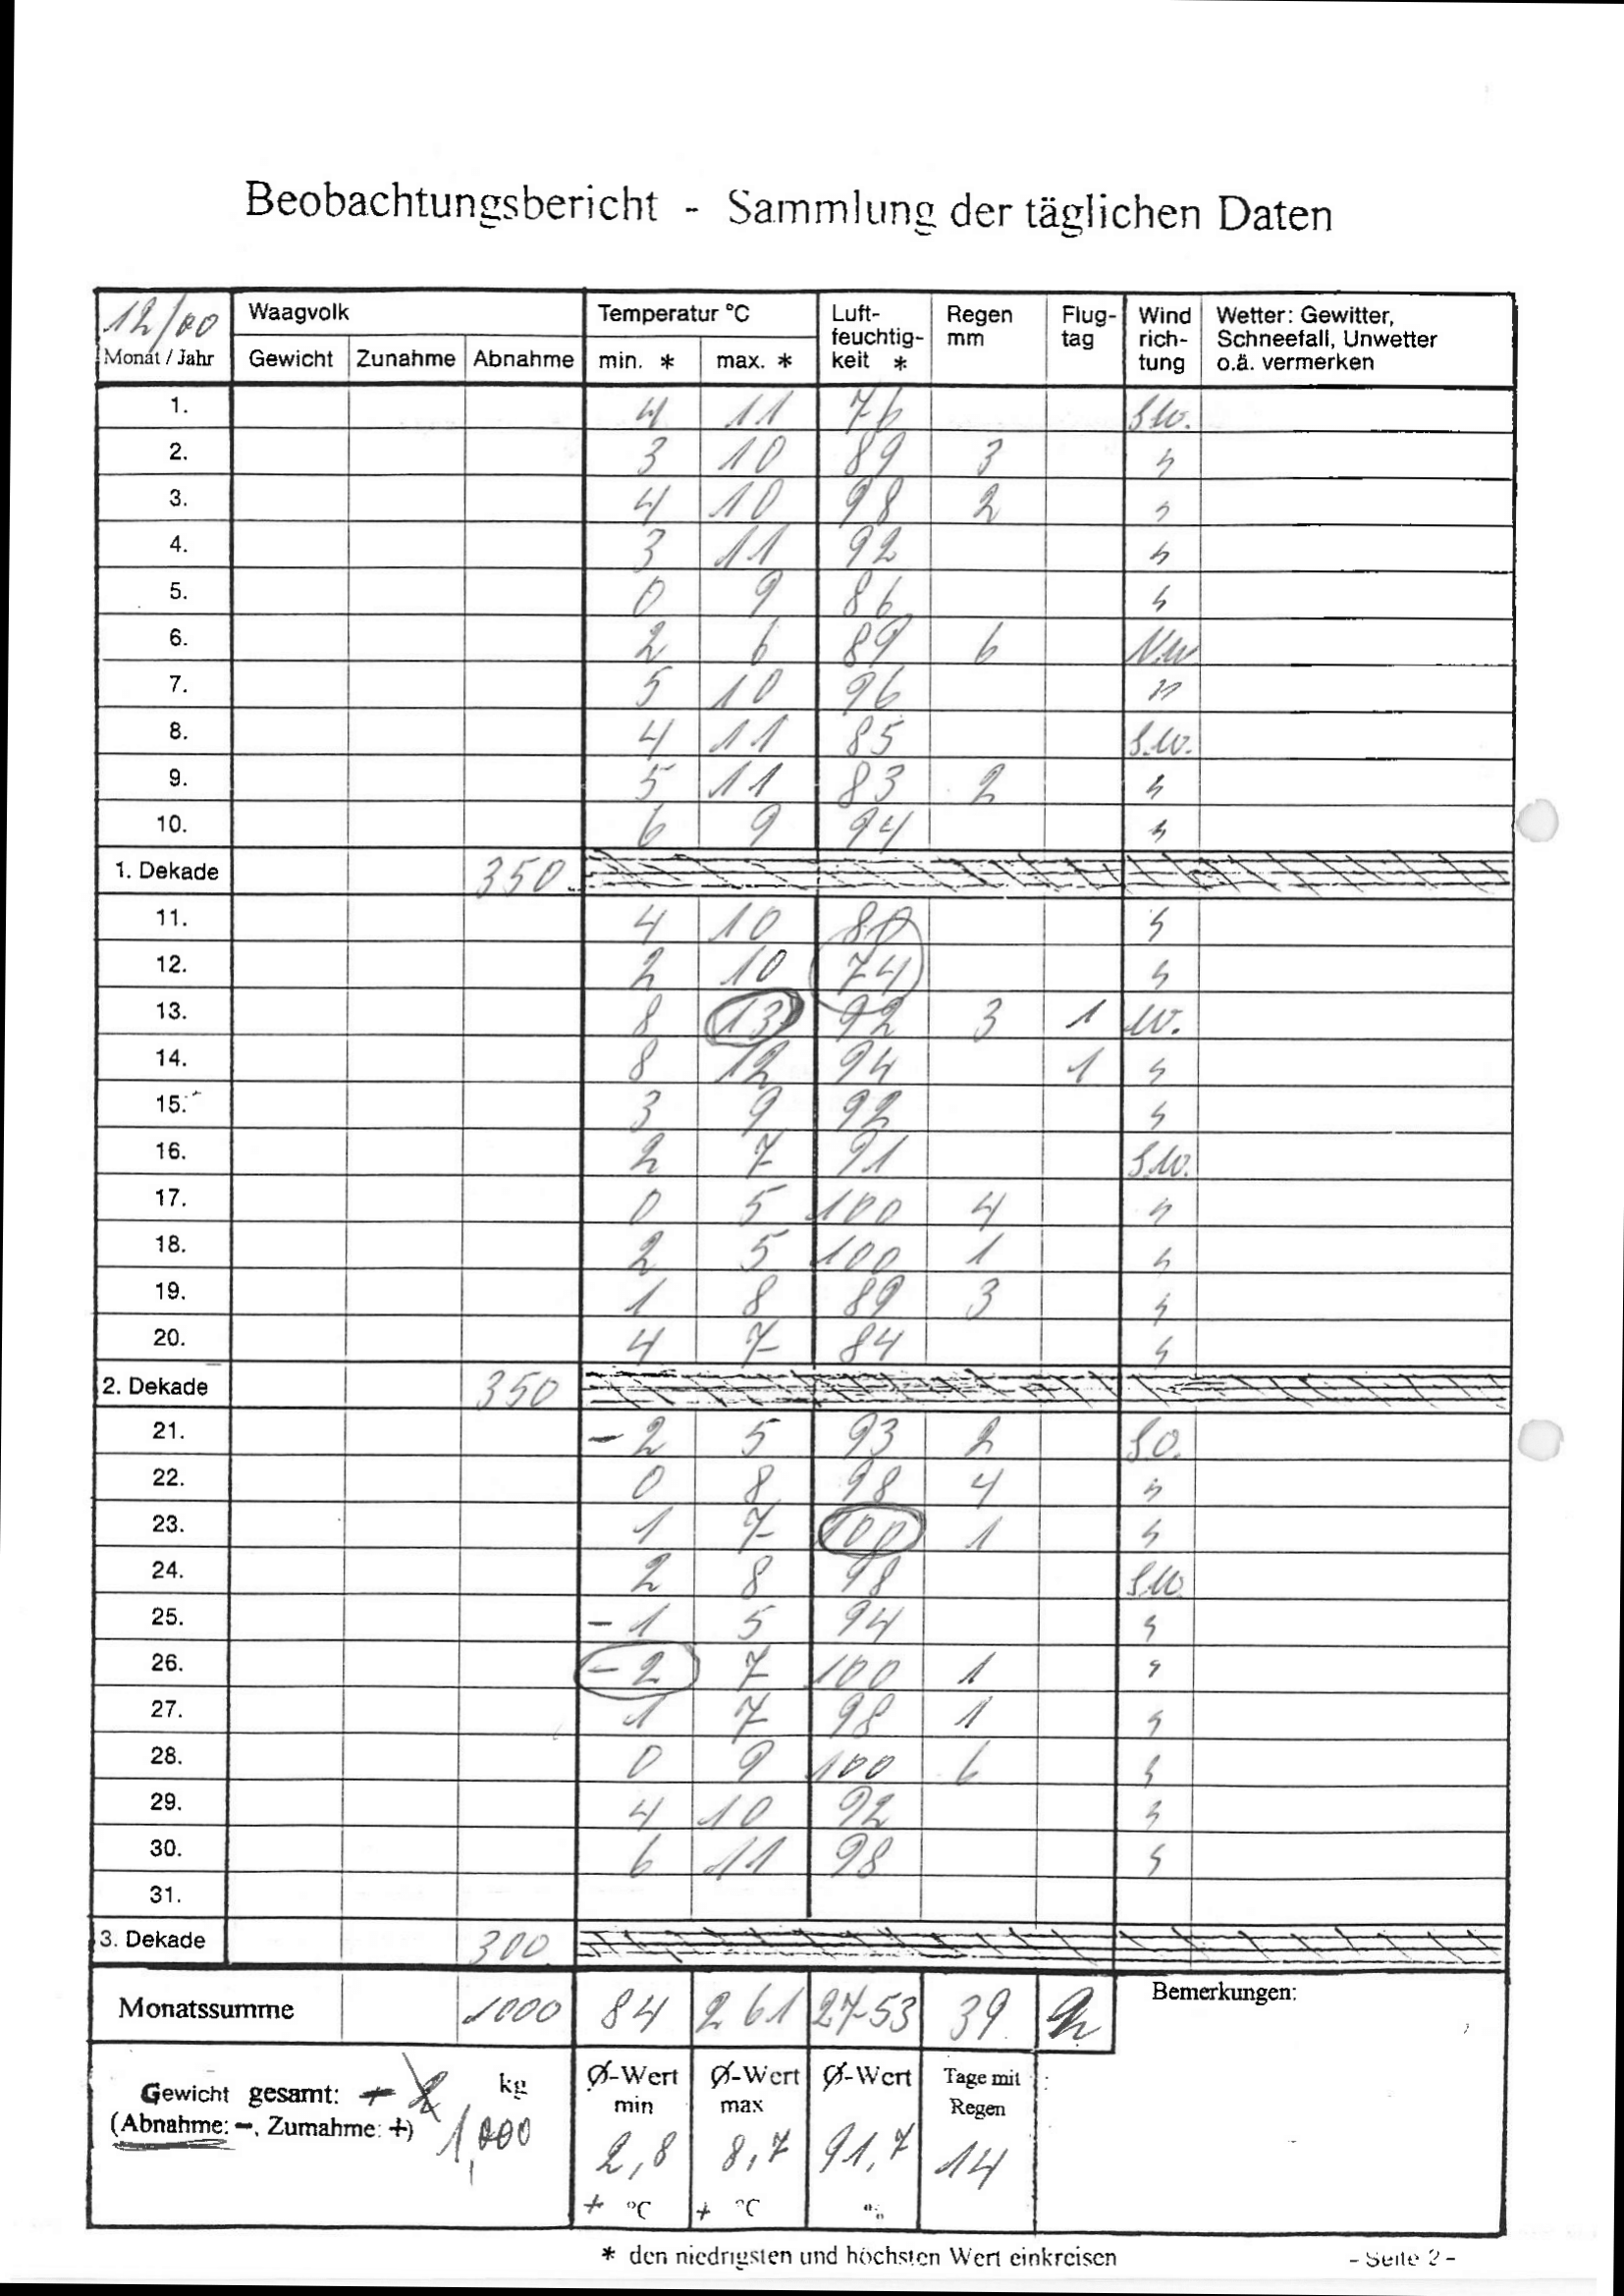 Beobachtungsbericht - Sammlung der täglichen Daten
12/00 Waagvolk Temperatur °C Luft- Regen Flug- Wind Wetter: Gewitter,
feuchtig- mm tag rich- Schneefall, Unwetter
Monat / Jahr Gewicht Zunahme Abnahme min. * max. * keit * tung o.ä. vermerken
1. 4 11 76 S.W.
2. 3 10 89 3 "
3. 4 10 98 2 "
4. 3 11 92 "
5. 0 9 86 "
6. 2 6 89 6 N.W
7. 5 10 96 "
8. 4 11 85 S.W.
9. 5 11 83 2 "
10. 6 9 94 "
1. Dekade 350
11. 4 10 80 "
12. 2 10 74 "
13. 8 13 92 3 1 W.
14. 8 12 94 1 "
15. 3 9 92 "
16. 2 7 91 S.W.
17. 0 5 100 4 "
18. 2 5 100 1 "
19. 1 8 89 3 "
20. 4 7 84 "
2. Dekade 350
21. -2 5 93 2 S.O.
22. 0 8 98 4 "
23. 1 7 100 1 "
24. 2 8 98 S.W.
25. -1 5 94 "
26. -2 7 100 1 "
27. 1 7 98 1 "
28. 0 9 100 6 "
29. 4 10 92 "
30. 6 11 98 "
31.
3. Dekade 300
Monatssumme 1000 84 261 27-53 39 2 Bemerkungen:
Gewicht gesamt: kg Ø-Wert Ø-Wert Ø-Wert Tage mit
(Abnahme: -, Zumahme: +) 1,000 min max Regen
2,8 8,7 91,7 14
+ °C + °C %
* den niedrigsten und höchsten Wert einkreisen - Seite 2 -